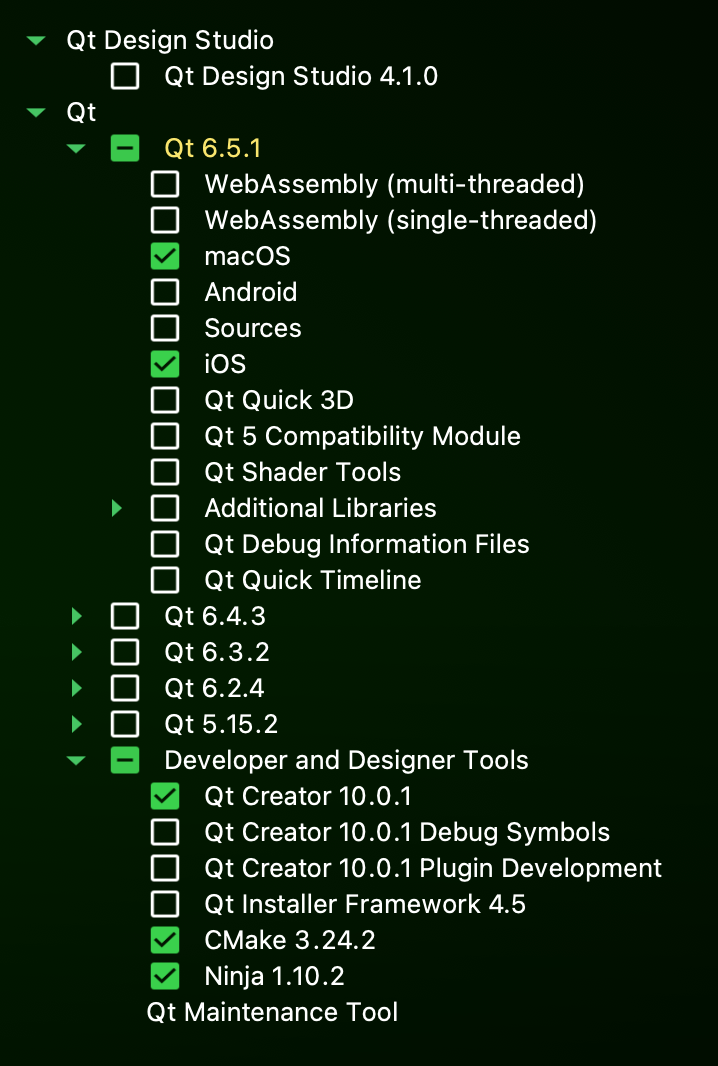 Qt Design Studio
Qt Design Studio 4.1.0
Qt
Qt 6.5.1
WebAssembly (multi-threaded)
WebAssembly (single-threaded)
macOS
Android
Sources
iOS
Qt Quick 3D
Qt 5 Compatibility Module
Qt Shader Tools
Additional Libraries
Qt Debug Information Files
Qt Quick Timeline
Qt 6.4.3
Qt 6.3.2
Qt 6.2.4
Qt 5.15.2
Developer and Designer Tools
Qt Creator 10.0.1
Qt Creator 10.0.1 Debug Symbols
Qt Creator 10.0.1 Plugin Development
Qt Installer Framework 4.5
CMake 3.24.2
Ninja 1.10.2
Qt Maintenance Tool